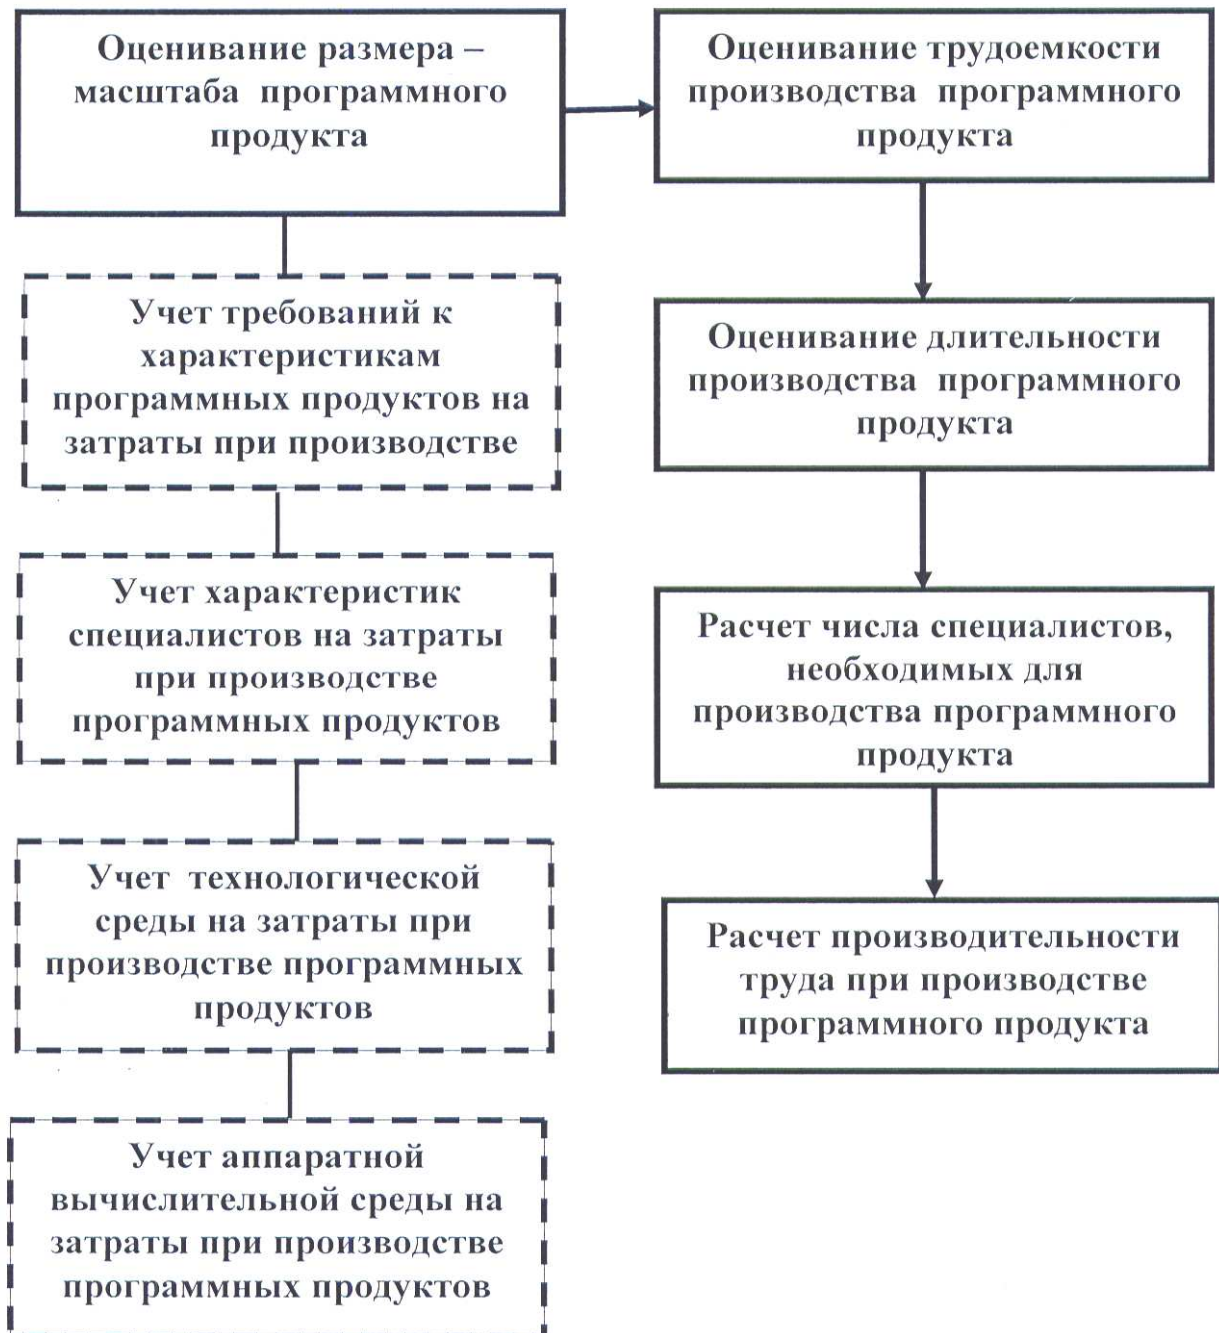 Оценивание размера –
масштаба программного
продукта
Учет требований к
характеристикам
программных продуктов на
затраты при производстве
Учет характеристик
специалистов на затраты
при производстве
программных продуктов
Учет технологической
среды на затраты при
производстве программных
продуктов
Учет аппаратной
вычислительной среды на
затраты при производстве
программных продуктов
Оценивание трудоемкости
производства программного
продукта
Оценивание длительности
производства программного
продукта
Расчет числа специалистов,
необходимых для
производства программного
продукта
Расчет производительности
труда при производстве
программного продукта